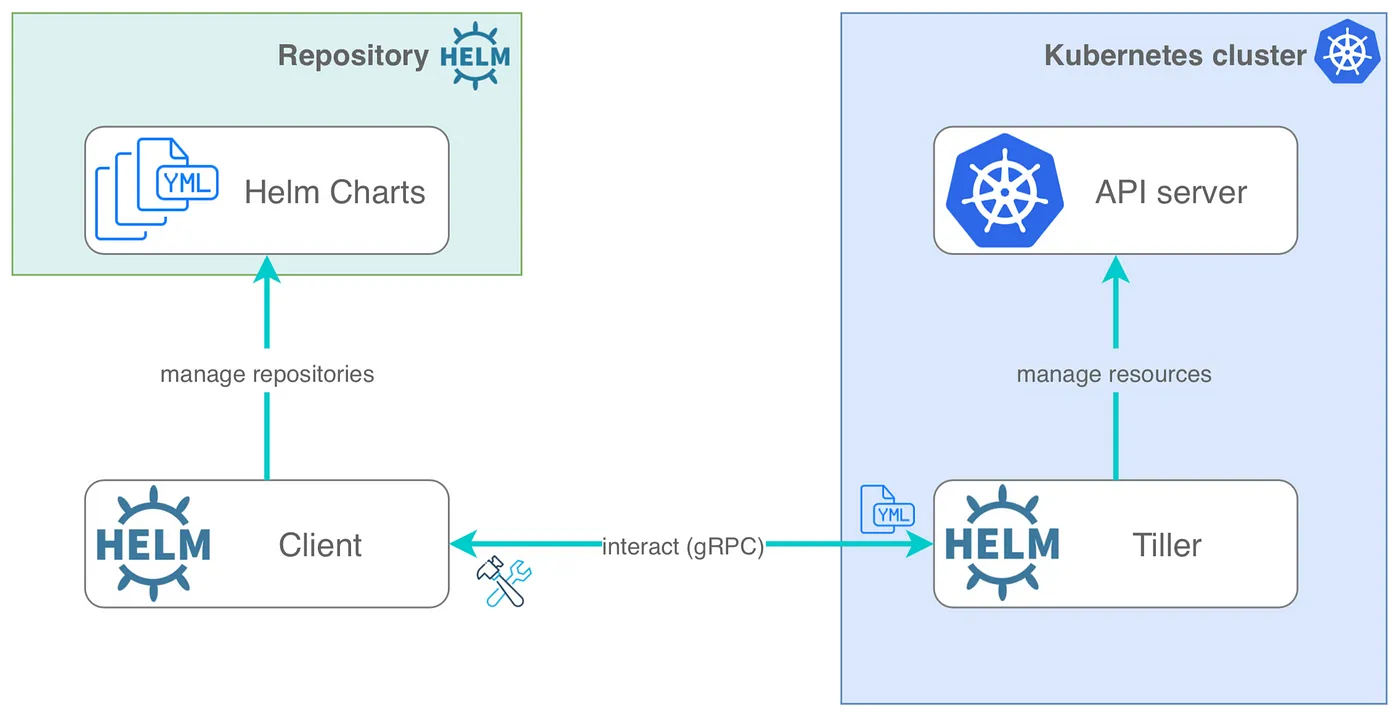 Repository HELM
Kubernetes cluster
YML Helm Charts
API server
manage repositories
manage resources
HELM Client
interact (gRPC)
YML
HELM Tiller